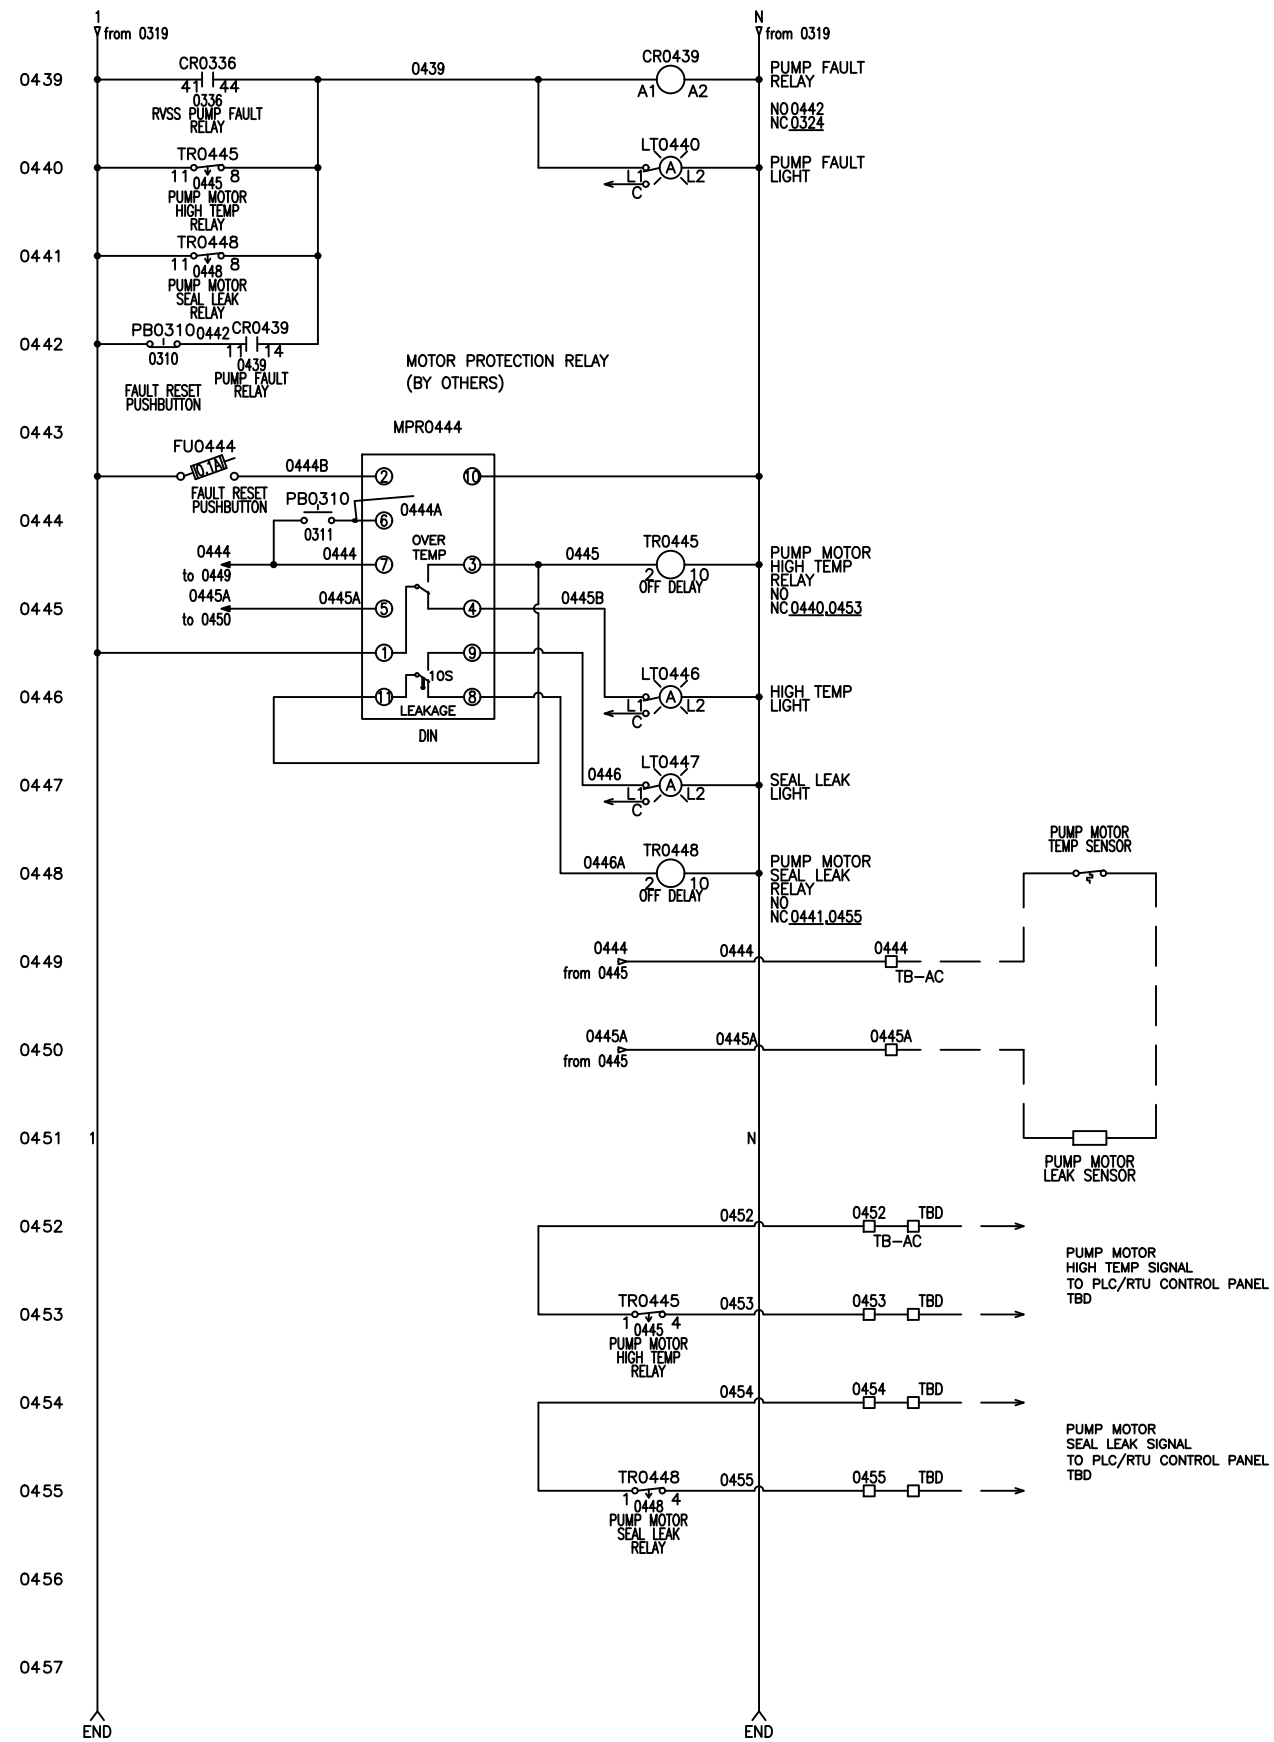 1
from 0319
N
from 0319
0439
CR0336
41 44
0336
RVSS PUMP FAULT
RELAY
0439
CR0439
A1 A2
PUMP FAULT
RELAY
NO 0442
NC 0324
0440
TR0445
11 8
0445
PUMP MOTOR
HIGH TEMP
RELAY
LT0440
A
L1 L2
C
PUMP FAULT
LIGHT
0441
TR0448
11 8
0448
PUMP MOTOR
SEAL LEAK
RELAY
0442
PB0310
0310
FAULT RESET
PUSHBUTTON
0442
CR0439
11 14
0439
PUMP FAULT
RELAY
MOTOR PROTECTION RELAY
(BY OTHERS)
0443
MPR0444
FU0444
0.1A
0444B
2
10
FAULT RESET
PUSHBUTTON
0444
PB0310
0311
6
0444A
OVER
TEMP
0444
to 0449
0444
7
3
0445
TR0445
2 10
OFF DELAY
PUMP MOTOR
HIGH TEMP
RELAY
NO
NC 0440,0453
0445
0445A
to 0450
0445A
5
4
0445B
1
9
0446
11
10S
8
LEAKAGE
DIN
LT0446
A
L1 L2
C
HIGH TEMP
LIGHT
0447
0446
LT0447
A
L1 L2
C
SEAL LEAK
LIGHT
0448
0446A
TR0448
2 10
OFF DELAY
PUMP MOTOR
SEAL LEAK
RELAY
NO
NC 0441,0455
PUMP MOTOR
TEMP SENSOR
0449
0444
from 0445
0444
0444
TB-AC
0450
0445A
from 0445
0445A
0445A
0451
1
N
PUMP MOTOR
LEAK SENSOR
0452
0452
0452
TBD
TB-AC
PUMP MOTOR
HIGH TEMP SIGNAL
TO PLC/RTU CONTROL PANEL
TBD
0453
TR0445
1 4
0445
PUMP MOTOR
HIGH TEMP
RELAY
0453
0453
TBD
0454
0454
0454
TBD
PUMP MOTOR
SEAL LEAK SIGNAL
TO PLC/RTU CONTROL PANEL
TBD
0455
TR0448
1 4
0448
PUMP MOTOR
SEAL LEAK
RELAY
0455
0455
TBD
0456
0457
END
END